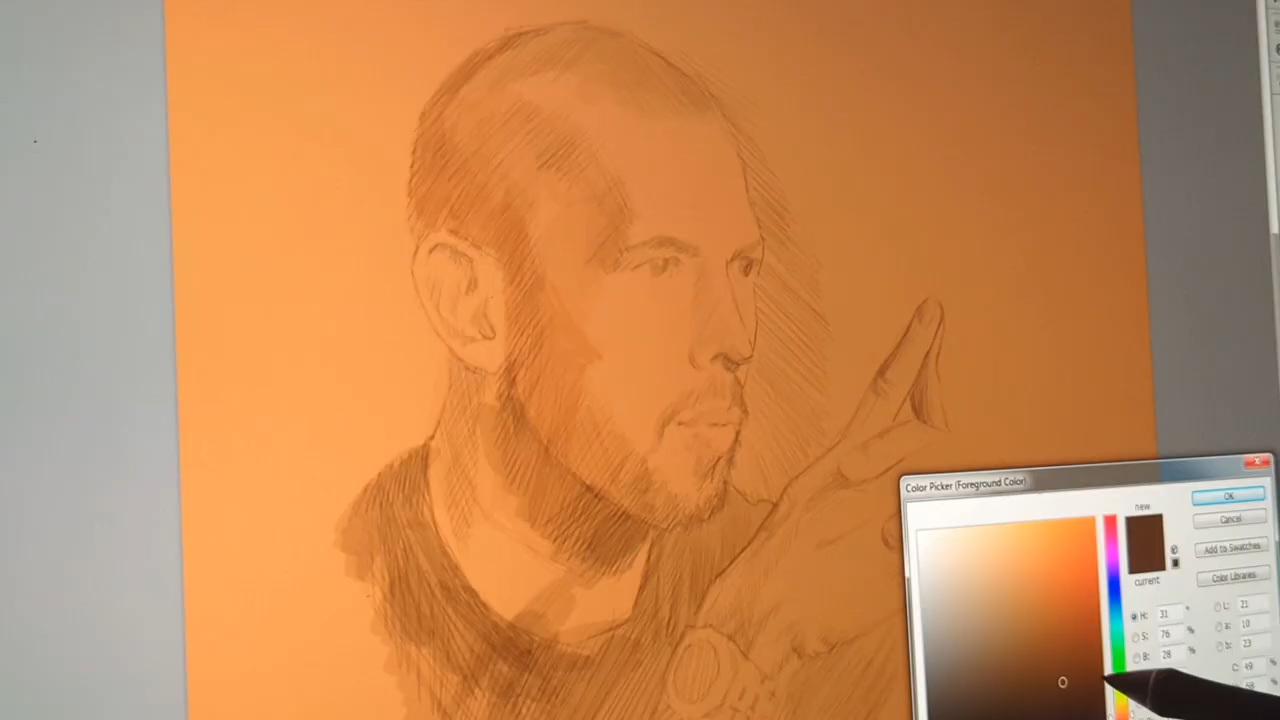 Color Picker (Foreground Color)
new
current
OK
Cancel
Add to Swatches
Color Libraries
H: 31 °
S: 76 %
B: 28 %
L: 21
a: 10
b: 23
C: 49 %